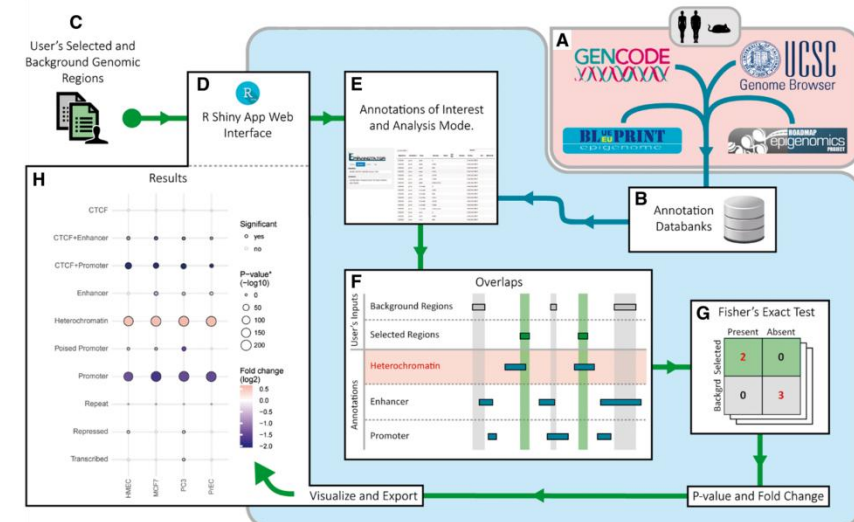 C
User's Selected and
Background Genomic
Regions
D
R
R Shiny App Web
Interface
E
Annotations of Interest
and Analysis Mode.
A
GENCODE
UCSC
Genome Browser
BLUEPRINT
EU
epigenome
ROADMAP
epigenomics
PROJECT
B
Annotation
Databanks
H
Results
CTCF
CTCF+Enhancer
CTCF+Promoter
Enhancer
Heterochromatin
Poised Promoter
Promoter
Repeat
Repressed
Transcribed
HMEC
MCF7
PC3
PrEC
Significant
yes
no
P-value*
(−log10)
0
50
100
150
200
Fold change
(log2)
0.5
0.0
−0.5
−1.0
−1.5
−2.0
F
Overlaps
User's Inputs
Background Regions
Selected Regions
Annotations
Heterochromatin
Enhancer
Promoter
G
Fisher's Exact Test
Present Absent
Selected
2 0
Backgrd
0 3
Visualize and Export
P-value and Fold Change